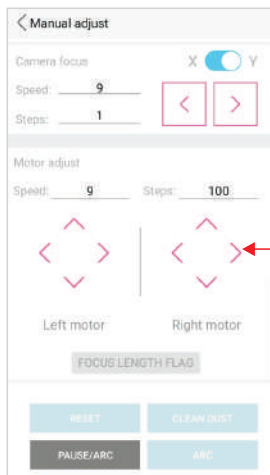 Manual adjust
Camera focus X Y
Speed: 9
Steps: 1
Motor adjust
Speed: 9 Steps: 100
Left motor Right motor
FOCUS LENGTH FLAG
RESET CLEAN DUST
PAUSE/ARC ARC